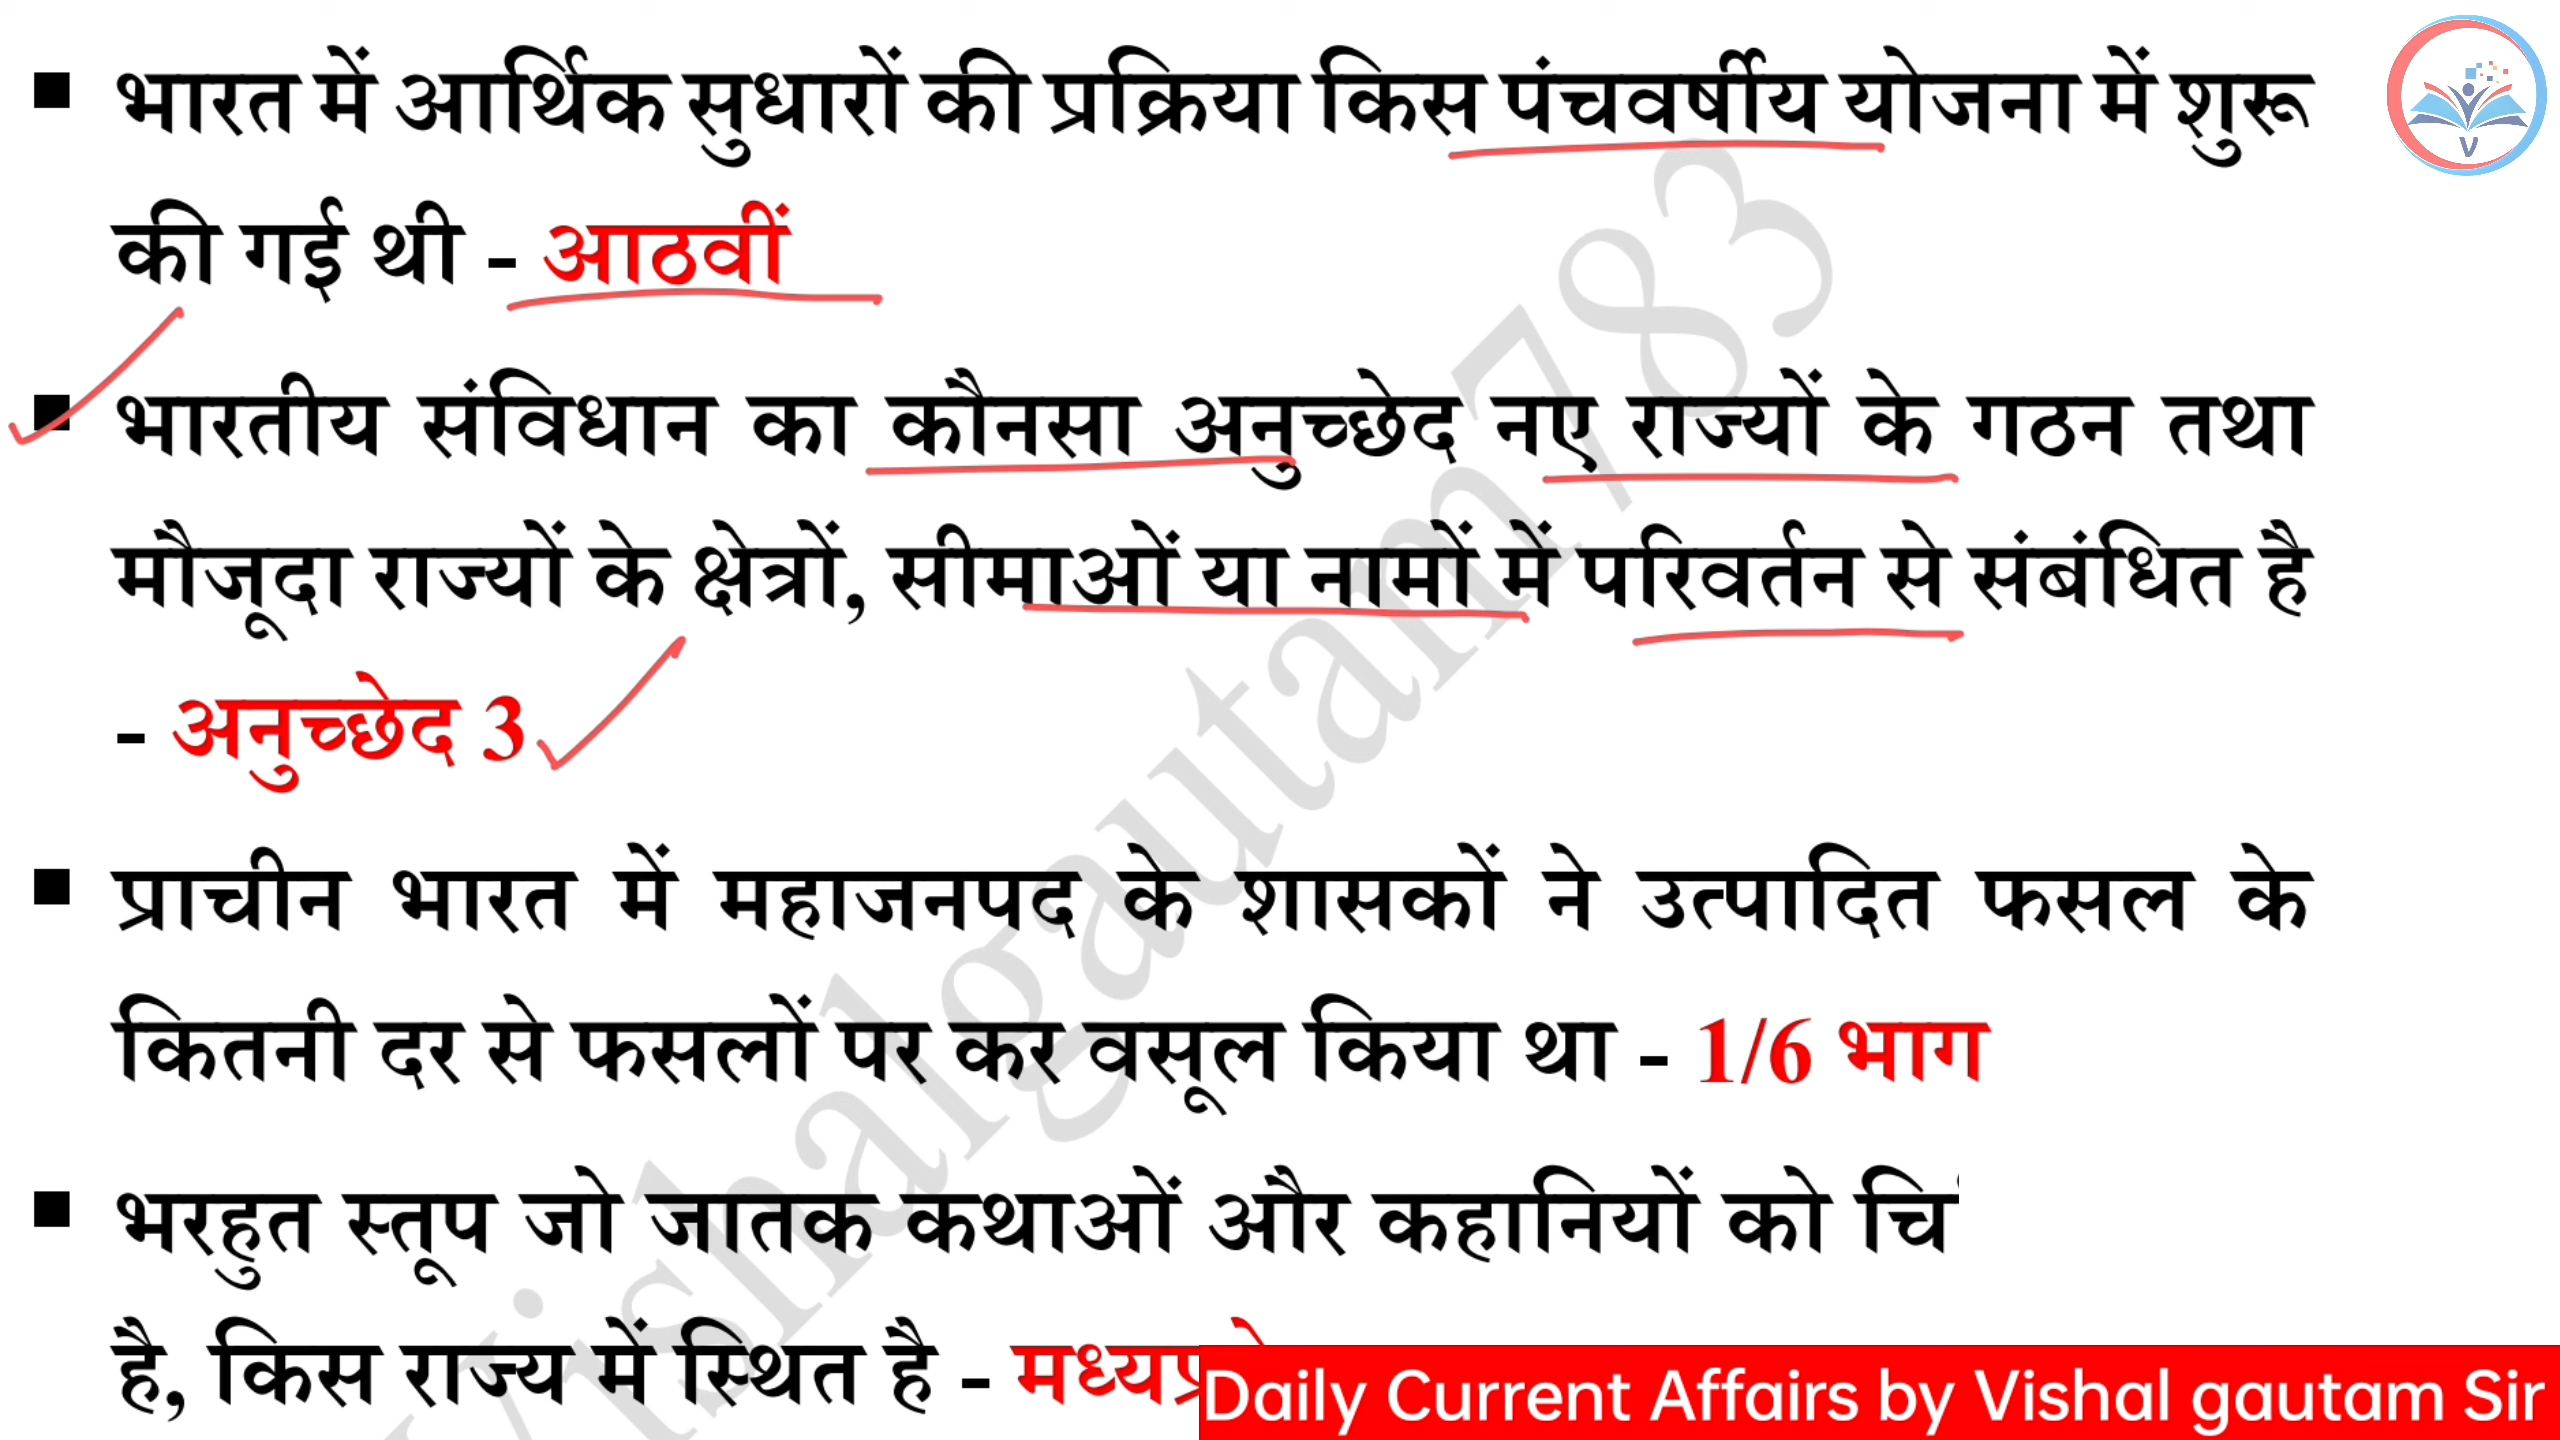 ▪ भारत में आर्थिक सुधारों की प्रक्रिया किस पंचवर्षीय योजना में शुरू
की गई थी - आठवीं
▪ भारतीय संविधान का कौनसा अनुच्छेद नए राज्यों के गठन तथा
मौजूदा राज्यों के क्षेत्रों, सीमाओं या नामों में परिवर्तन से संबंधित है
- अनुच्छेद 3
▪ प्राचीन भारत में महाजनपद के शासकों ने उत्पादित फसल के
कितनी दर से फसलों पर कर वसूल किया था - 1/6 भाग
▪ भरहुत स्तूप जो जातक कथाओं और कहानियों को
है, किस राज्य में स्थित है -
Daily Current Affairs by Vishal gautam Sir
Vishalgautam783
V